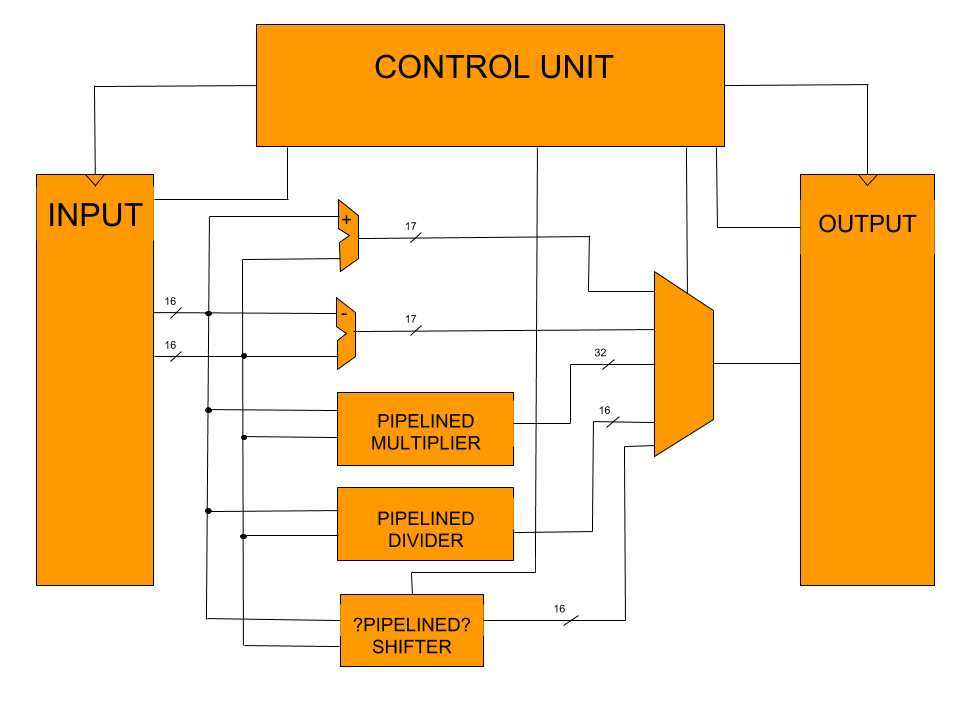 CONTROL UNIT
INPUT
OUTPUT
+
17
16
-
17
16
32
16
PIPELINED
MULTIPLIER
PIPELINED
DIVIDER
16
?PIPELINED?
SHIFTER